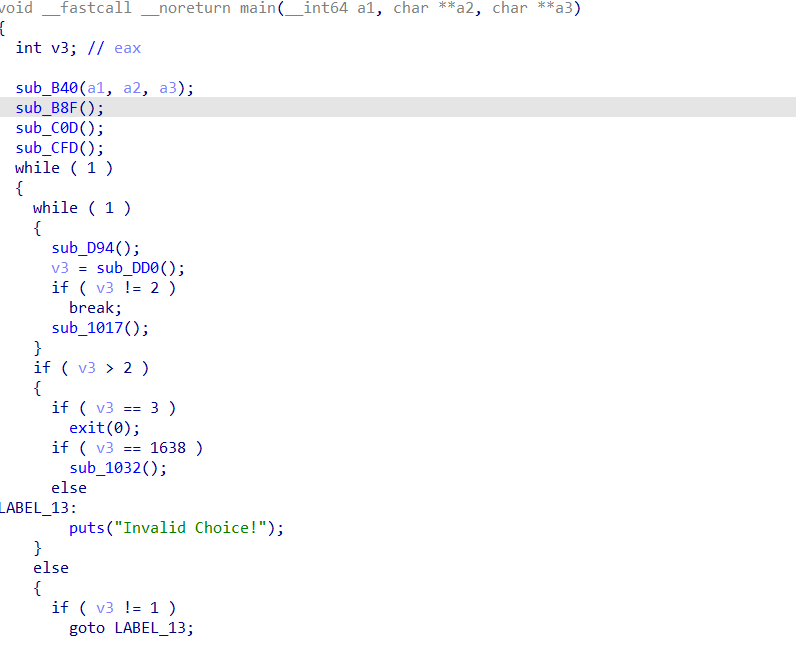 void __fastcall __noreturn main(__int64 a1, char **a2, char **a3)
{
  int v3; // eax

  sub_B40(a1, a2, a3);
  sub_B8F();
  sub_C0D();
  sub_CFD();
  while ( 1 )
  {
    while ( 1 )
    {
      sub_D94();
      v3 = sub_DD0();
      if ( v3 != 2 )
        break;
      sub_1017();
    }
    if ( v3 > 2 )
    {
      if ( v3 == 3 )
        exit(0);
      if ( v3 == 1638 )
        sub_1032();
      else
LABEL_13:
        puts("Invalid Choice!");
    }
    else
    {
      if ( v3 != 1 )
        goto LABEL_13;